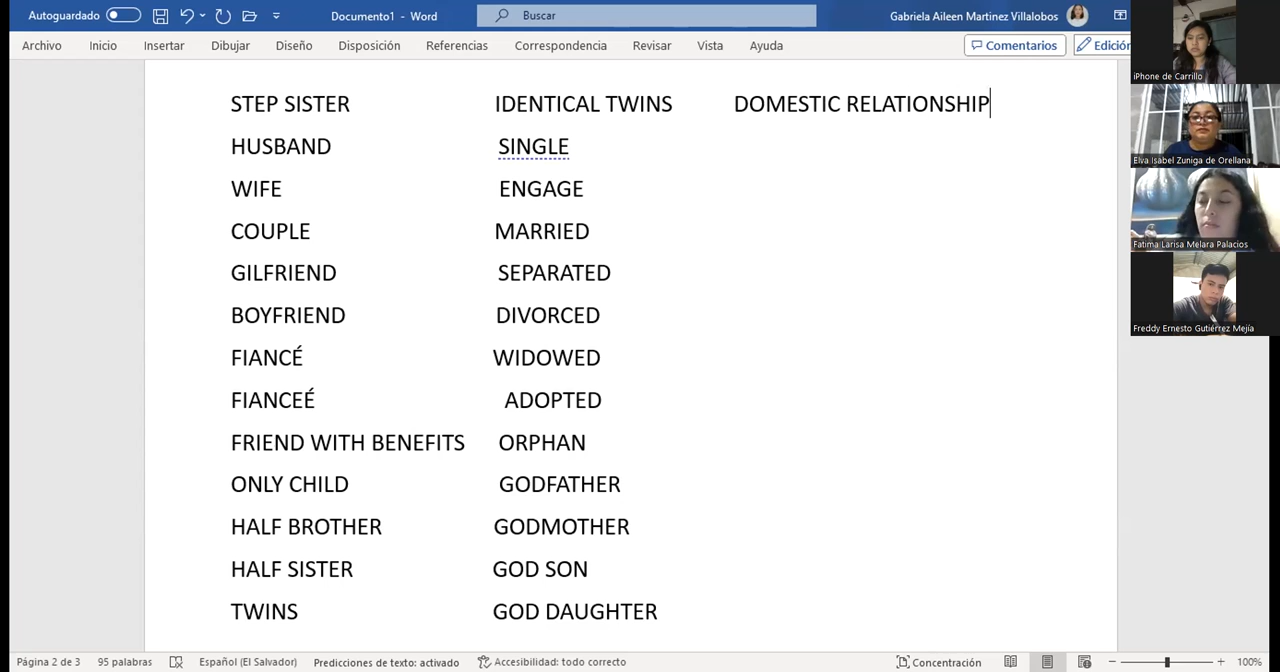 Autoguardado
Documento1 - Word
Buscar
Gabriela Aileen Martinez Villalobos
Archivo Inicio Insertar Dibujar Diseño Disposición Referencias Correspondencia Revisar Vista Ayuda Comentarios Edición
STEP SISTER IDENTICAL TWINS DOMESTIC RELATIONSHIP
HUSBAND SINGLE
WIFE ENGAGE
COUPLE MARRIED
GILFRIEND SEPARATED
BOYFRIEND DIVORCED
FIANCÉ WIDOWED
FIANCEÉ ADOPTED
FRIEND WITH BENEFITS ORPHAN
ONLY CHILD GODFATHER
HALF BROTHER GODMOTHER
HALF SISTER GOD SON
TWINS GOD DAUGHTER
iPhone de Carrillo
Elva Isabel Zuniga de Orellana
Fatima Larisa Melara Palacios
Freddy Ernesto Gutiérrez Mejía
Página 2 de 3 95 palabras Español (El Salvador) Predicciones de texto: activado Accesibilidad: todo correcto Concentración 100%